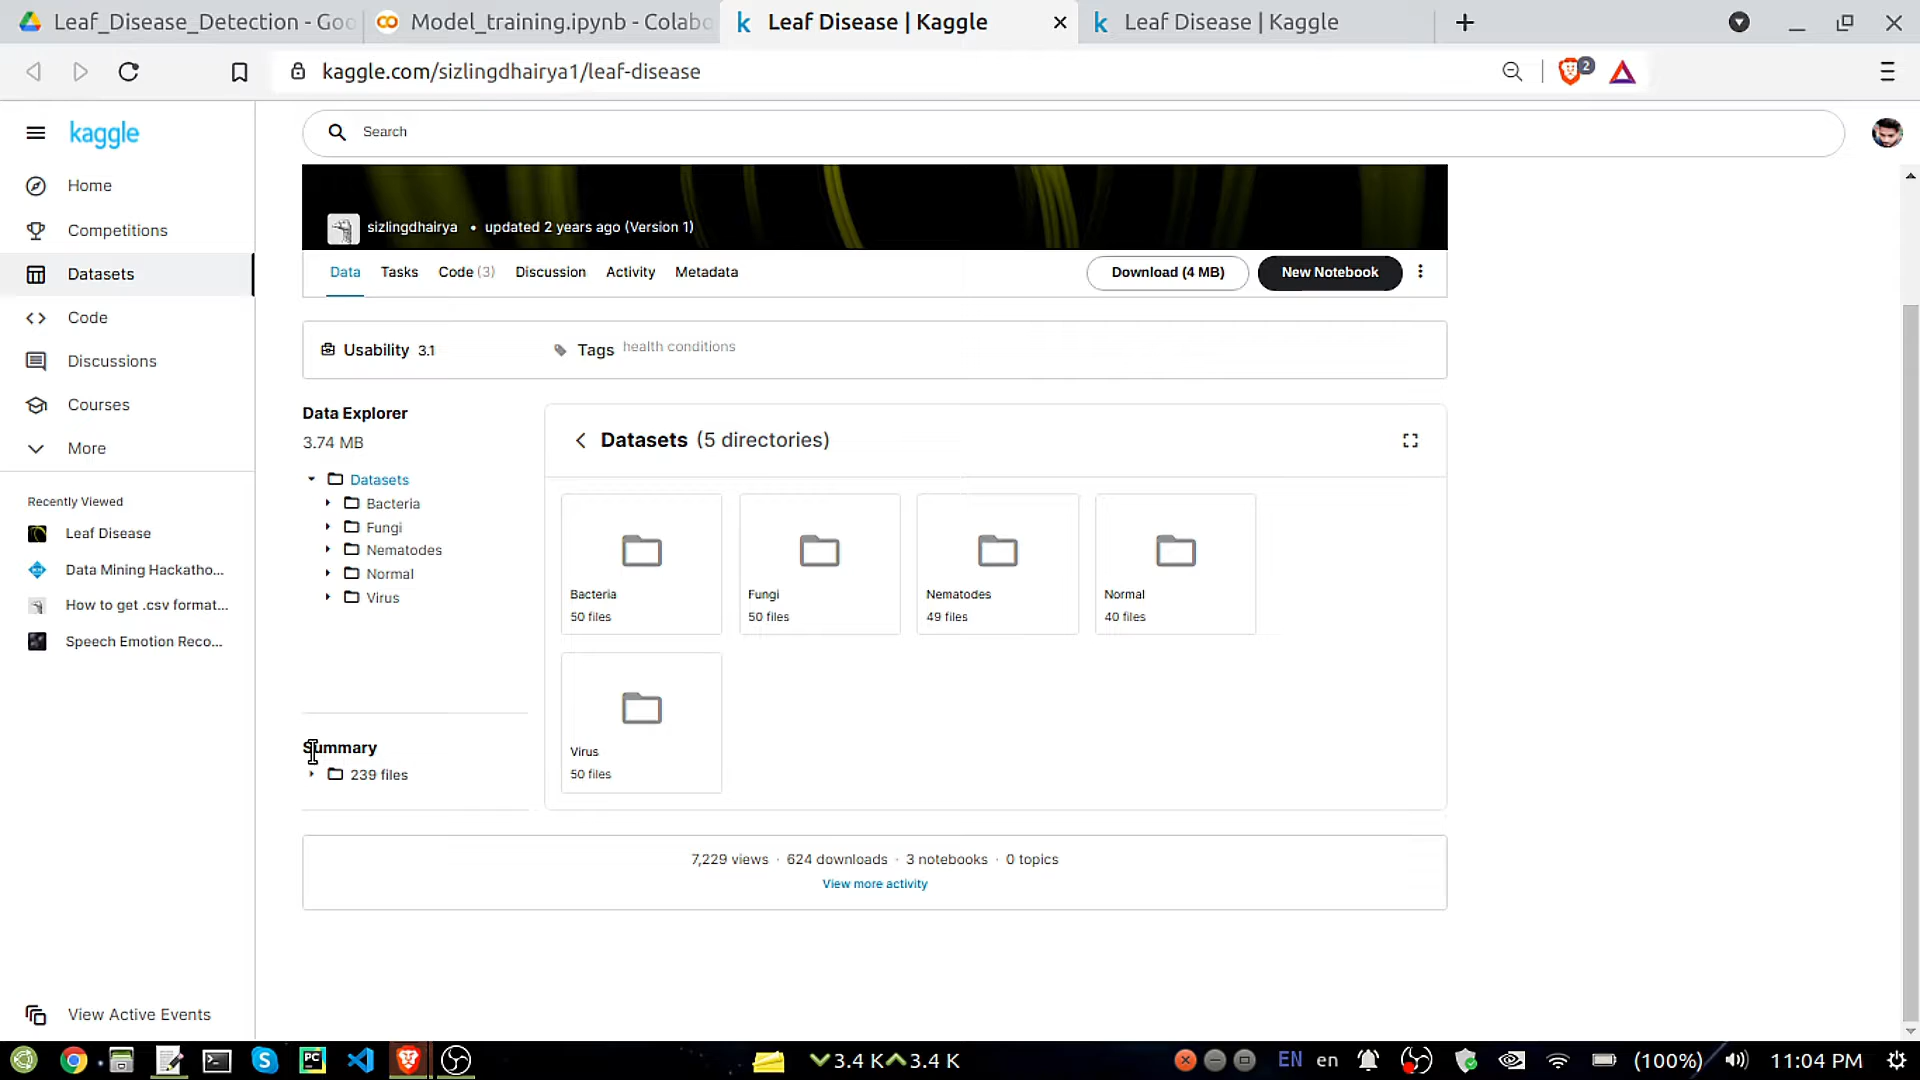 Leaf_Disease_Detection - Goo
Model_training.ipynb - Colabo
Leaf Disease | Kaggle
Leaf Disease | Kaggle
kaggle.com/sizlingdhairya1/leaf-disease
2
kaggle
Search
Home
Competitions
Datasets
Code
Discussions
Courses
More
Recently Viewed
Leaf Disease
Data Mining Hackatho...
How to get .csv format...
Speech Emotion Reco...
View Active Events
sizlingdhairya • updated 2 years ago (Version 1)
Data Tasks Code (3) Discussion Activity Metadata
Download (4 MB)
New Notebook
Usability 3.1
Tags health conditions
Data Explorer
3.74 MB
Datasets
Bacteria
Fungi
Nematodes
Normal
Virus
Summary
239 files
Datasets (5 directories)
Bacteria
50 files
Fungi
50 files
Nematodes
49 files
Normal
40 files
Virus
50 files
7,229 views · 624 downloads · 3 notebooks · 0 topics
View more activity
PC
3.4 K 3.4 K
EN en
(100%)
11:04 PM